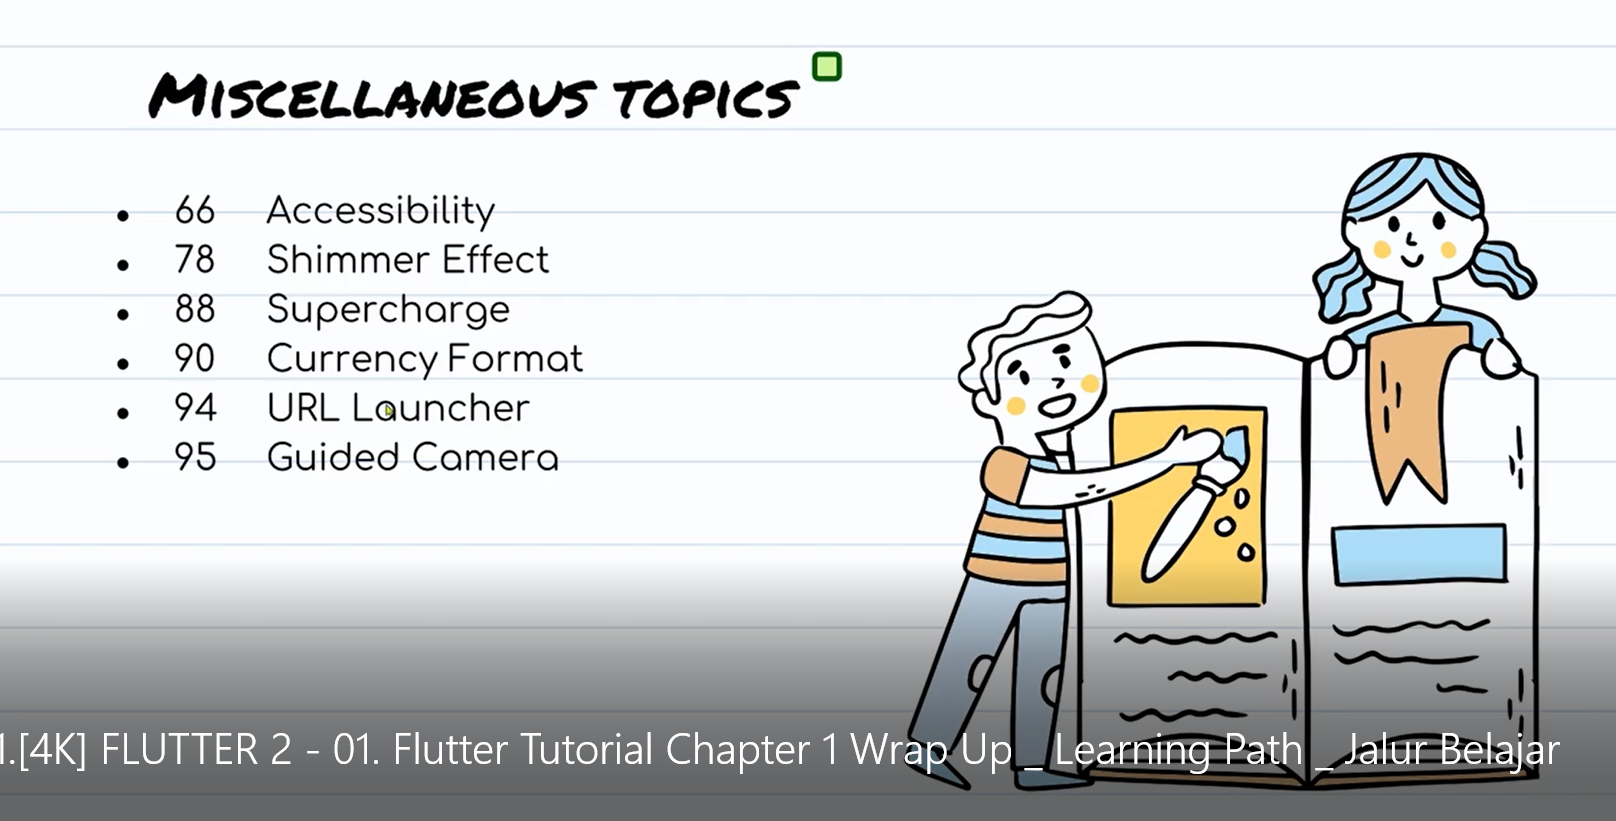 Miscellaneous topics
• 66 Accessibility
• 78 Shimmer Effect
• 88 Supercharge
• 90 Currency Format
• 94 URL Launcher
• 95 Guided Camera
1.[4K] FLUTTER 2 - 01. Flutter Tutorial Chapter 1 Wrap Up _ Learning Path _ Jalur Belajar